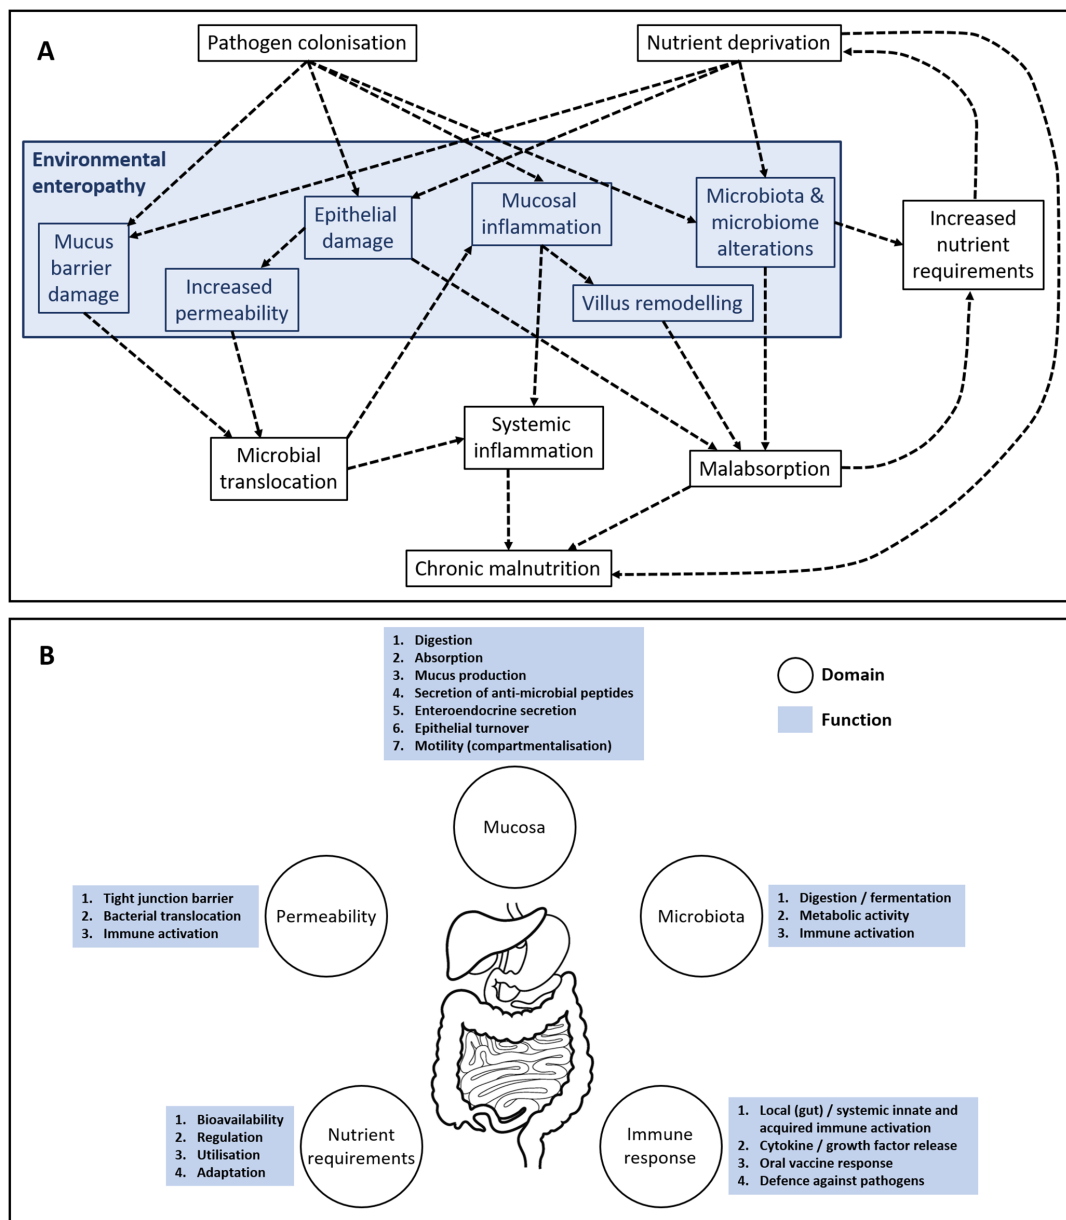 A
Pathogen colonisation
Nutrient deprivation
Environmental
enteropathy
Mucus
barrier
damage
Increased
permeability
Epithelial
damage
Mucosal
inflammation
Villus remodelling
Microbiota &
microbiome
alterations
Increased
nutrient
requirements
Microbial
translocation
Systemic
inflammation
Malabsorption
Chronic malnutrition
B
1. Digestion
2. Absorption
3. Mucus production
4. Secretion of anti-microbial peptides
5. Enteroendocrine secretion
6. Epithelial turnover
7. Motility (compartmentalisation)
Domain
Function
Mucosa
1. Tight junction barrier
2. Bacterial translocation
3. Immune activation
Permeability
Microbiota
1. Digestion / fermentation
2. Metabolic activity
3. Immune activation
1. Bioavailability
2. Regulation
3. Utilisation
4. Adaptation
Nutrient
requirements
Immune
response
1. Local (gut) / systemic innate and
acquired immune activation
2. Cytokine / growth factor release
3. Oral vaccine response
4. Defence against pathogens